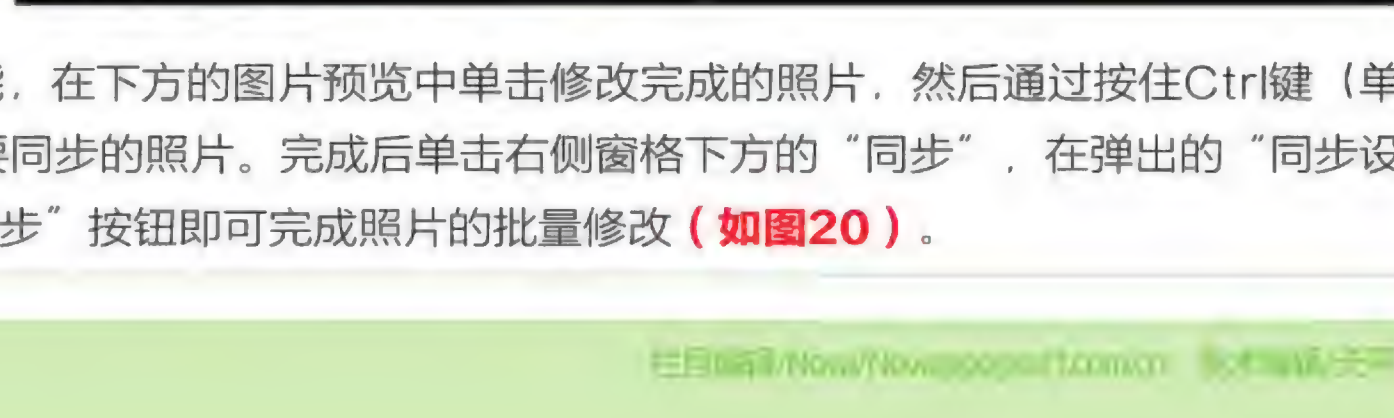 ，在下方的图片预览中单击修改完成的照片，然后通过按住Ctrl键（单
要同步的照片。完成后单击右侧窗格下方的“同步”，在弹出的“同步设
步”按钮即可完成照片的批量修改（如图20）。